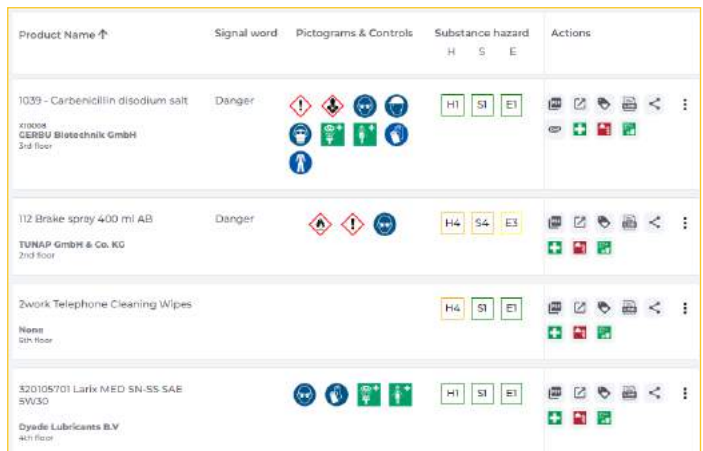 Product Name ↑ Signal word Pictograms & Controls Substance hazard Actions
H S E
1039 - Carbenicillin disodium salt Danger H1 S1 E1
X10008
GERBU Biotechnik GmbH
3rd floor
112 Brake spray 400 ml AB Danger H4 S4 E3
TUNAP GmbH & Co. KG
2nd floor
2work Telephone Cleaning Wipes H4 S1 E1
None
5th floor
320105701 Larix MED SN-SS SAE H1 S1 E1
5W30
Dyade Lubricants B.V
4th floor